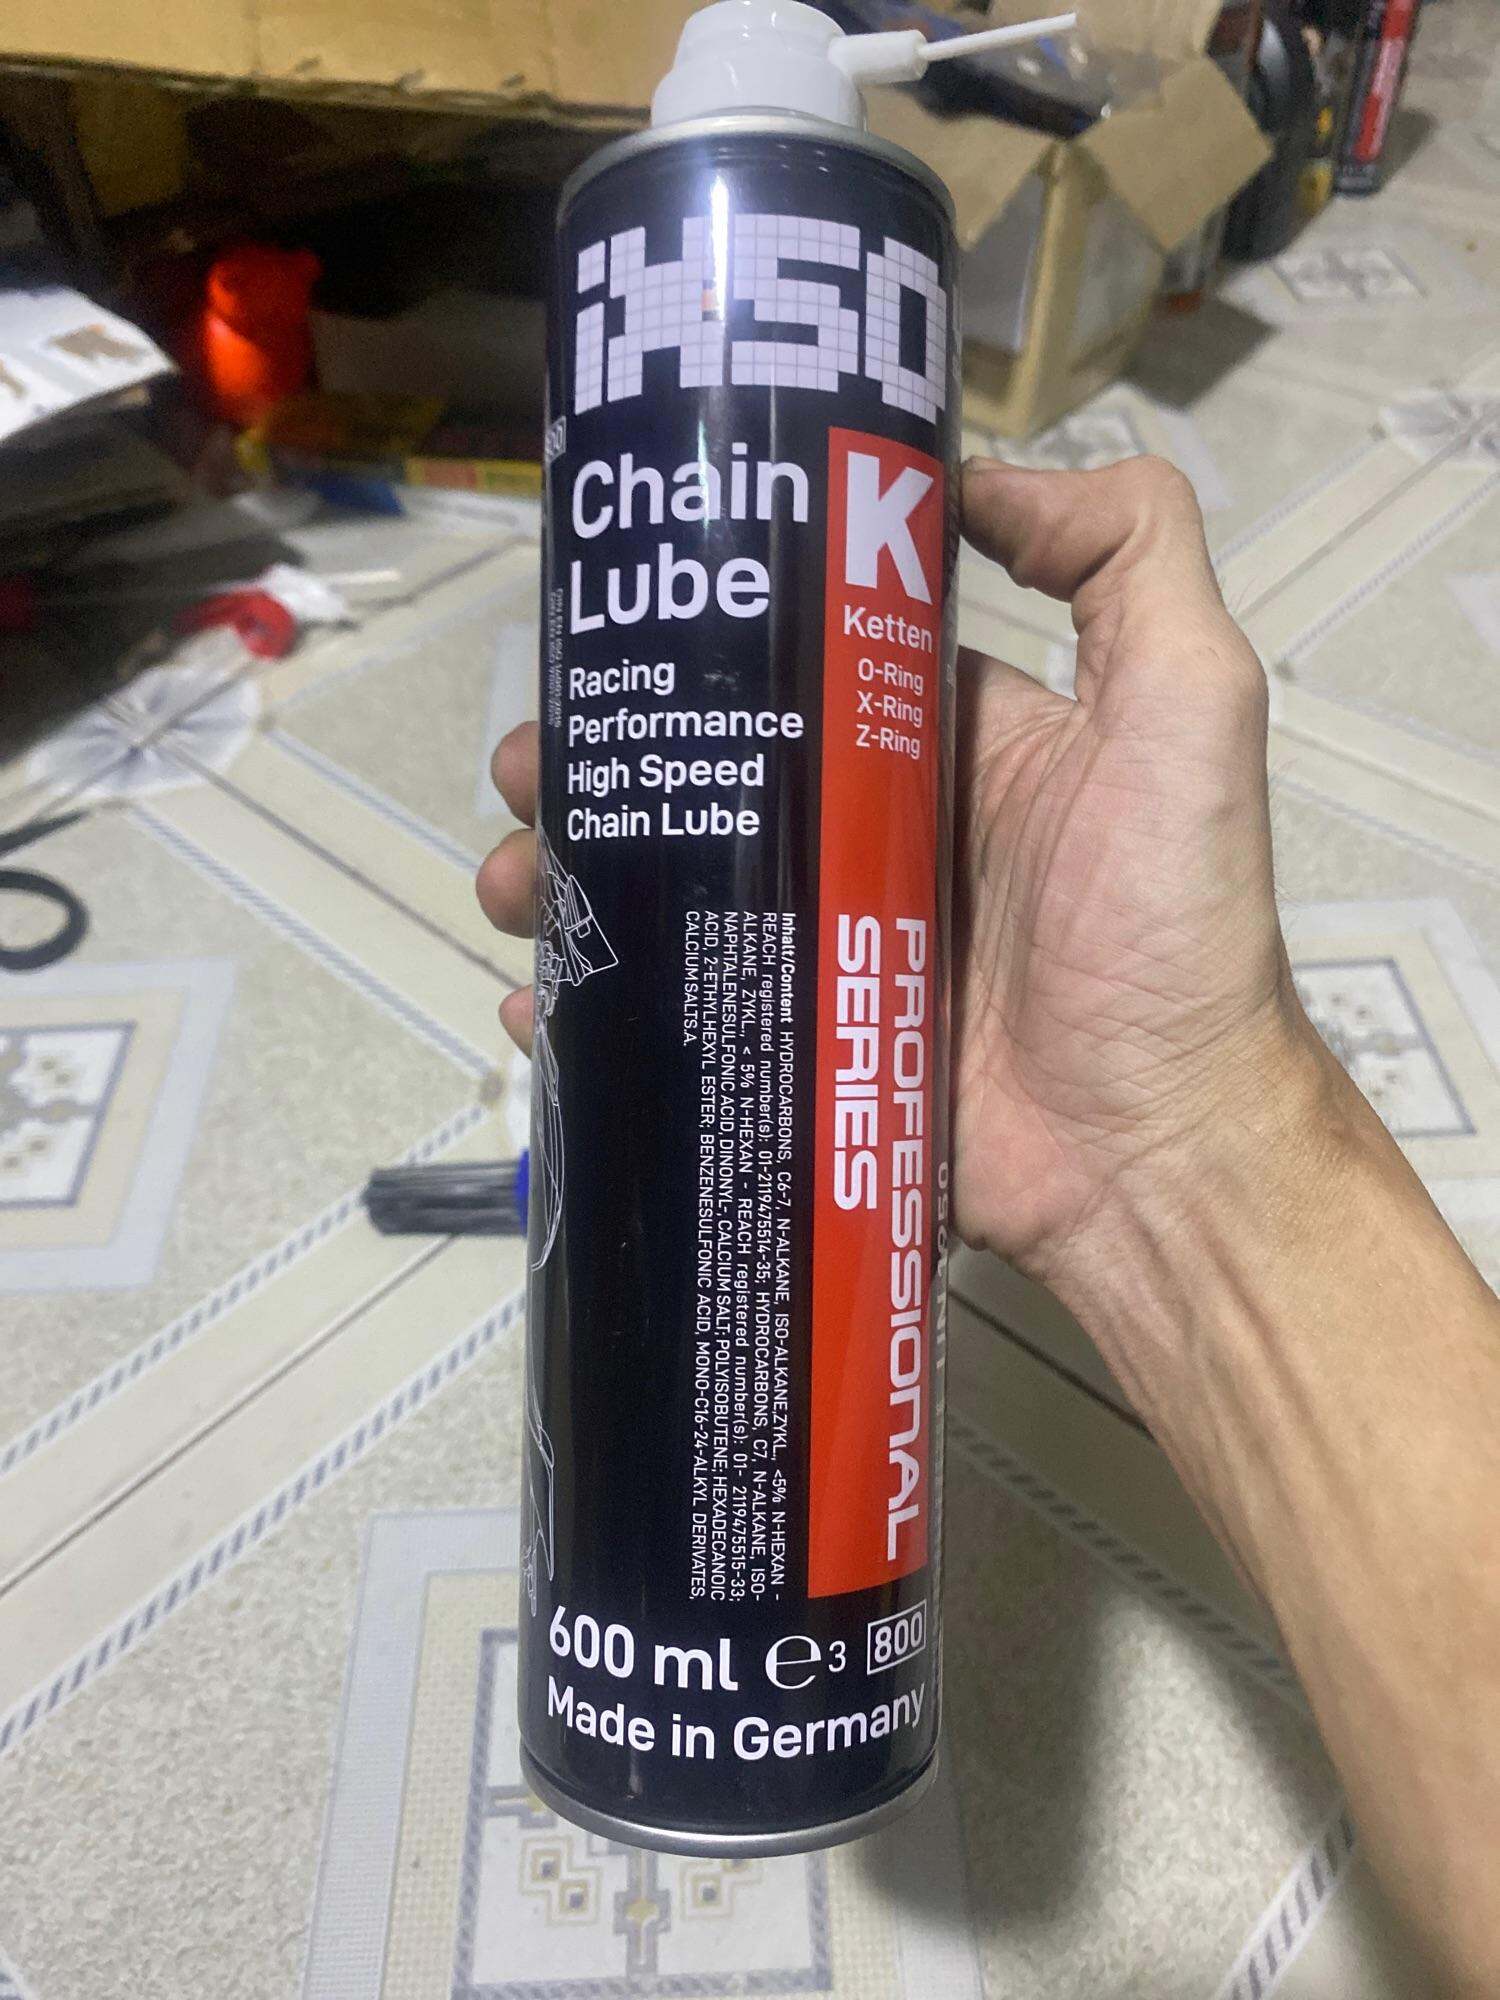 iXSO
Chain
Lube
K
Ketten
O-Ring
X-Ring
Z-Ring
Racing
Performance
High Speed
Chain Lube
PROFESSIONAL
SERIES
Inhalt/Content HYDROCARBONS, C6-7, N-ALKANE, ISO-ALKANE,ZYKL., <5% N-HEXAN -
REACH registered number(s): 01-2119475514-35; HYDROCARBONS, C7, N-ALKANE, ISO-
ALKANE, ZYKL., < 5% N-HEXAN - REACH registered number(s): 01- 2119475515-33;
NAPHTALENESULFONIC ACID, DINONYL-, CALCIUM SALT; POLYISOBUTENE; HEXADECANOIC
ACID, 2-ETHYLHEXYL ESTER; BENZENESULFONIC ACID, MONO-C16-24-ALKYL DERIVATES,
CALCIUMSALTS.A.
600 ml e 3 800
Made in Germany